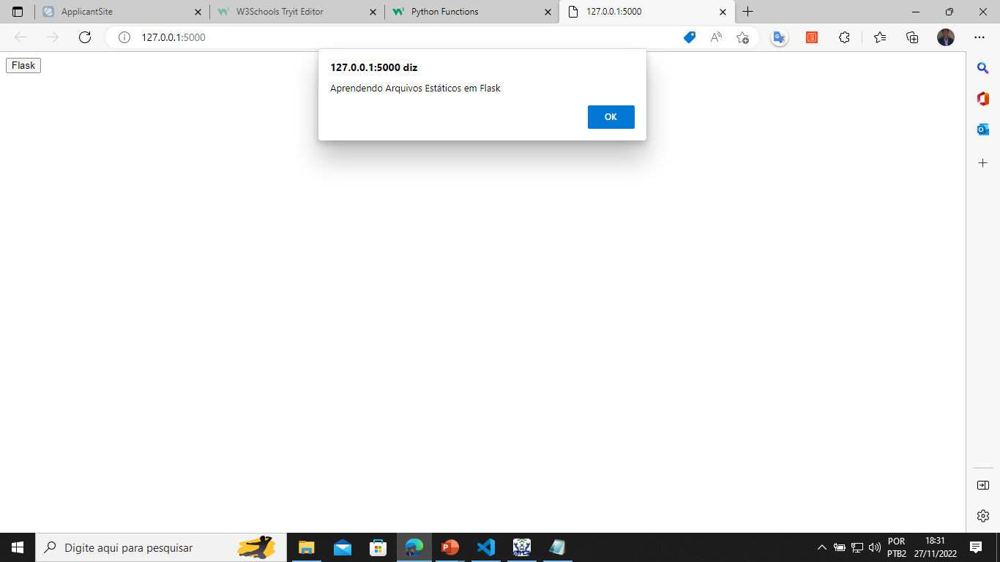 ApplicantSite
W3Schools Tryit Editor
Python Functions
127.0.0.1:5000
127.0.0.1:5000
Flask
127.0.0.1:5000 diz
Aprendendo Arquivos Estáticos em Flask
OK
Digite aqui para pesquisar
POR
PTB2
18:31
27/11/2022